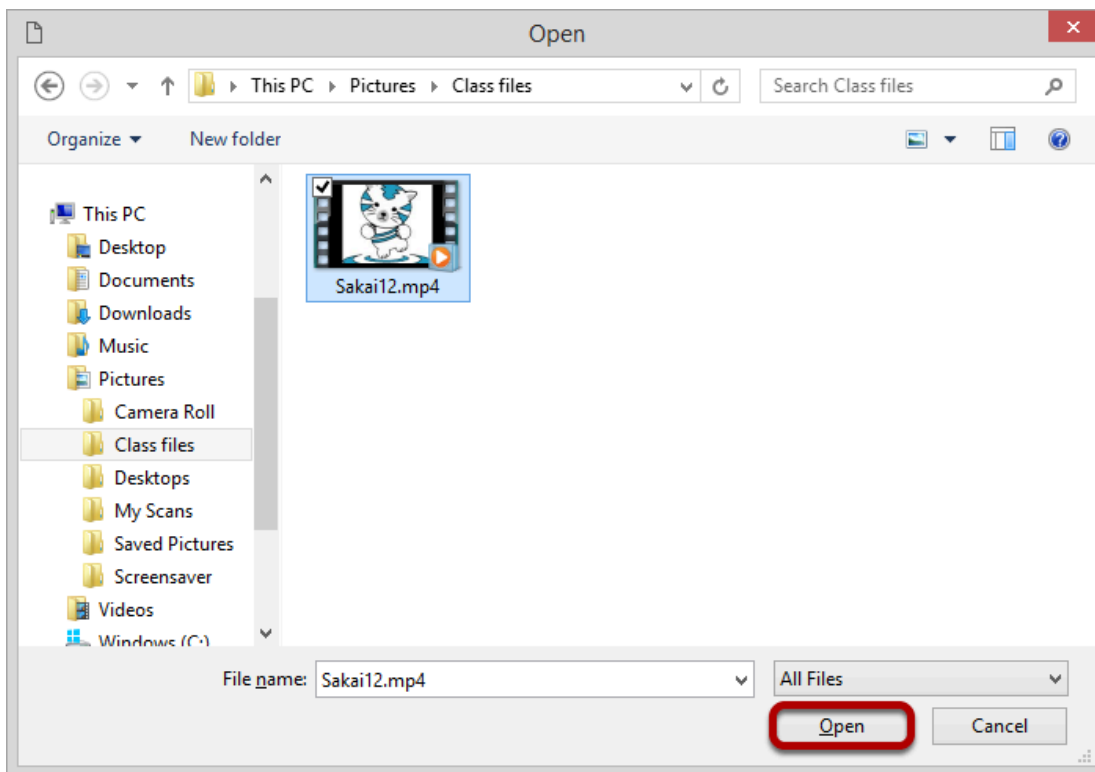 Open
This PC Pictures Class files
Search Class files
Organize New folder
This PC
Desktop
Documents
Downloads
Music
Pictures
Camera Roll
Class files
Desktops
My Scans
Saved Pictures
Screensaver
Videos
Windows (C:)
Sakai12.mp4
File name: Sakai12.mp4
All Files
Open Cancel